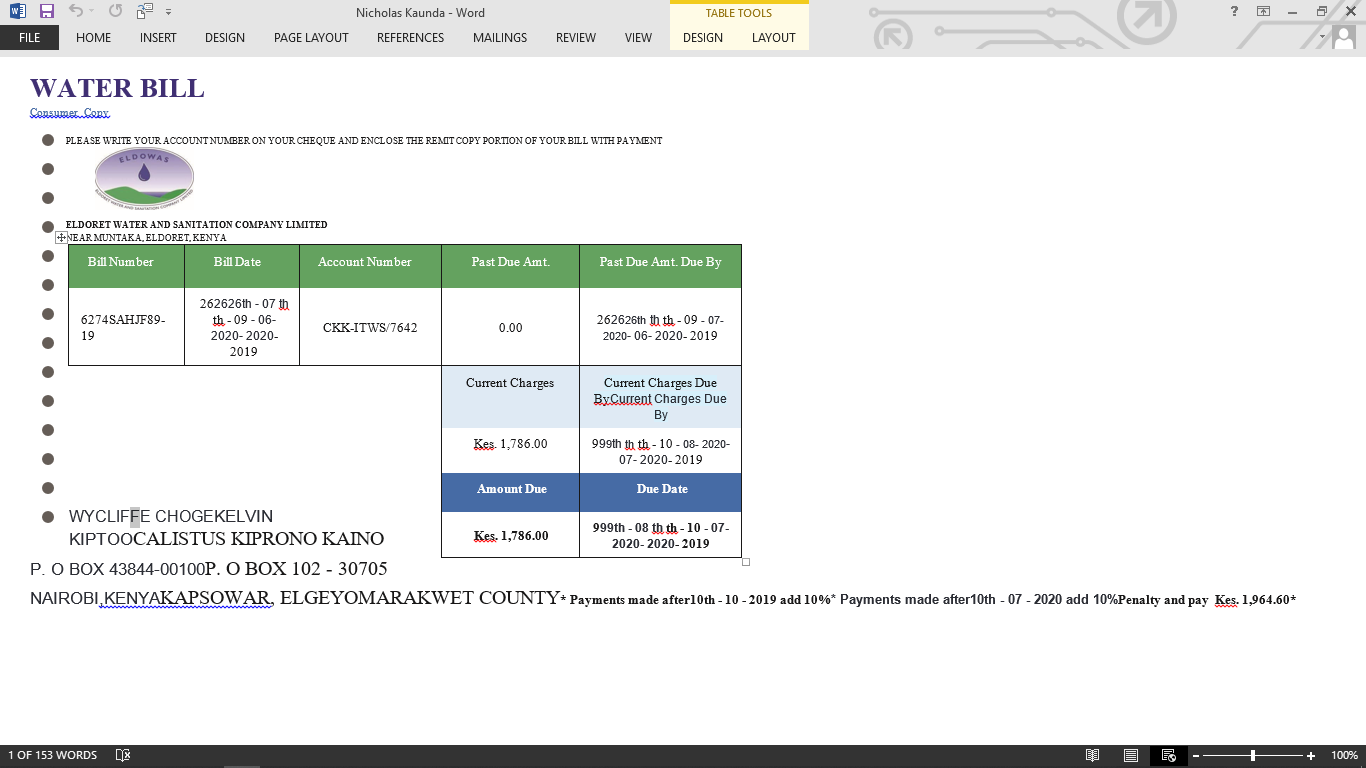 Nicholas Kaunda - Word
TABLE TOOLS
?
FILE
HOME
INSERT
DESIGN
PAGE LAYOUT
REFERENCES
MAILINGS
REVIEW
VIEW
DESIGN
LAYOUT
WATER BILL
Consumer Copy
PLEASE WRITE YOUR ACCOUNT NUMBER ON YOUR CHEQUE AND ENCLOSE THE REMIT COPY PORTION OF YOUR BILL WITH PAYMENT
ELDOWAS
ELDORET WATER AND SANITATION COMPANY LIMITED
ELDORET WATER AND SANITATION COMPANY LIMITED
NEAR MUNTAKA, ELDORET, KENYA
Bill Number
Bill Date
Account Number
Past Due Amt.
Past Due Amt. Due By
6274SAHJF89-
19
262626th - 07 th
th - 09 - 06-
2020- 2020-
2019
CKK-ITWS/7642
0.00
262626th th th - 09 - 07-
2020- 06- 2020- 2019
Current Charges
Current Charges Due
ByCurrent Charges Due
By
Kes. 1,786.00
999th th th - 10 - 08- 2020-
07- 2020- 2019
Amount Due
Due Date
Kes. 1,786.00
999th - 08 th th - 10 - 07-
2020- 2020- 2019
WYCLIFFE CHOGEKELVIN
KIPTOOCALISTUS KIPRONO KAINO
P. O BOX 43844-00100P. O BOX 102 - 30705
NAIROBI,KENYAKAPSOWAR, ELGEYOMARAKWET COUNTY* Payments made after10th - 10 - 2019 add 10%* Payments made after10th - 07 - 2020 add 10%Penalty and pay Kes. 1,964.60*
1 OF 153 WORDS
100%